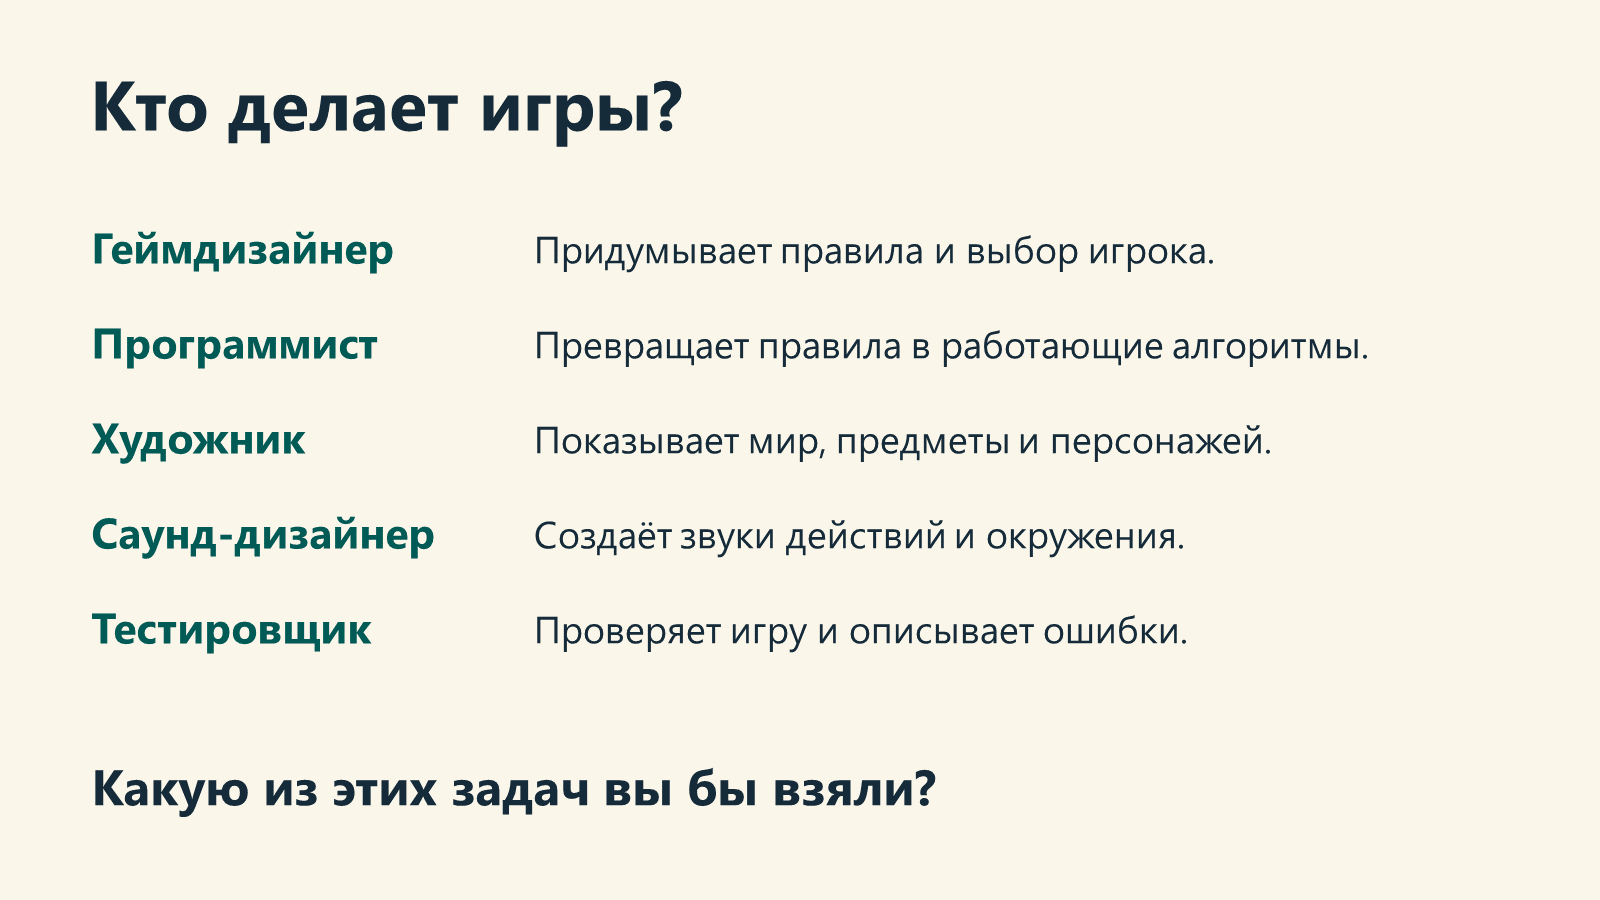 Кто делает игры?
Геймдизайнер Придумывает правила и выбор игрока.
Программист Превращает правила в работающие алгоритмы.
Художник Показывает мир, предметы и персонажей.
Саунд-дизайнер Создаёт звуки действий и окружения.
Тестировщик Проверяет игру и описывает ошибки.
Какую из этих задач вы бы взяли?